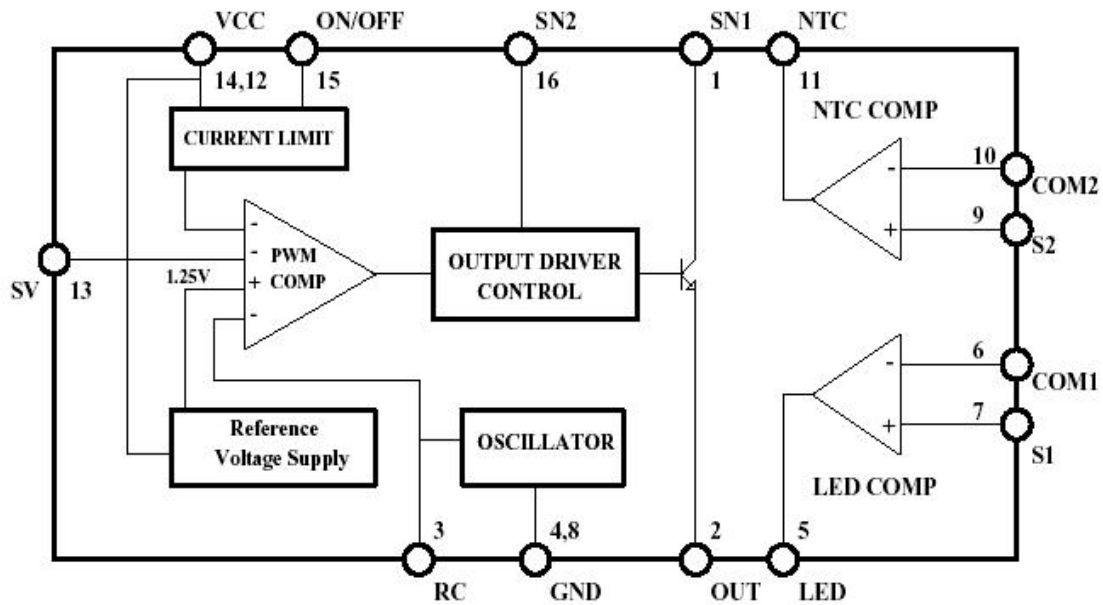 VCC ON/OFF SN2 SN1 NTC
14,12 15 16 1 11
NTC COMP
CURRENT LIMIT
- 10
COM2
+ 9
S2
-
-
PWM
COMP
+
-
1.25V
SV 13
OUTPUT DRIVER
CONTROL
- 6
COM1
+ 7
S1
Reference
Voltage Supply
OSCILLATOR
LED COMP
3 4,8 2 5
RC GND OUT LED